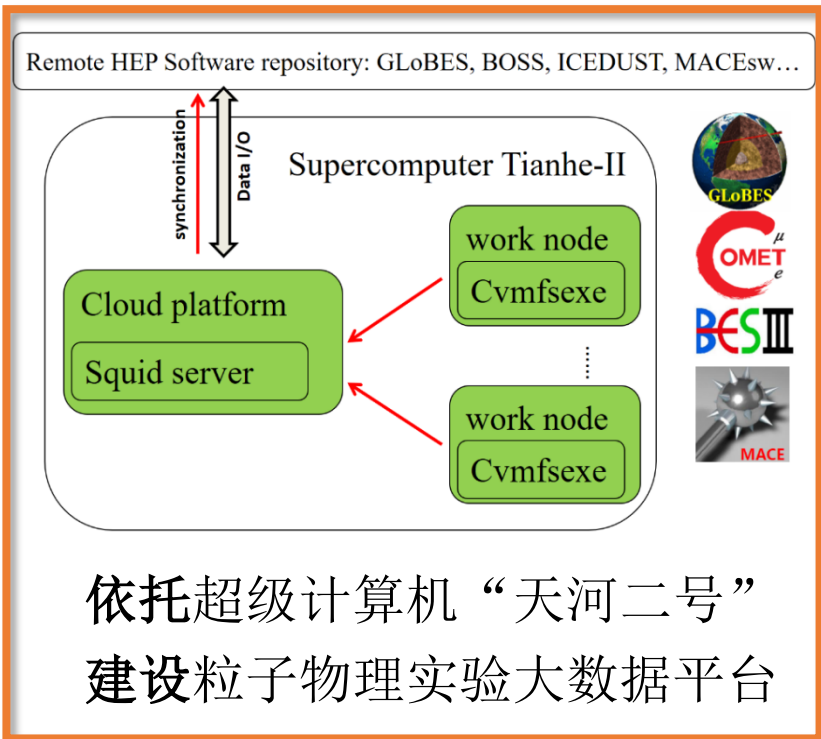 Remote HEP Software repository: GLoBES, BOSS, ICEDUST, MACEsw…
synchronization
Data I/O
Supercomputer Tianhe-II
Cloud platform
Squid server
work node
Cvmfsexe
......
work node
Cvmfsexe
GLoBES
COMET
μ
e
BESIII
MACE
依托超级计算机“天河二号”
建设粒子物理实验大数据平台